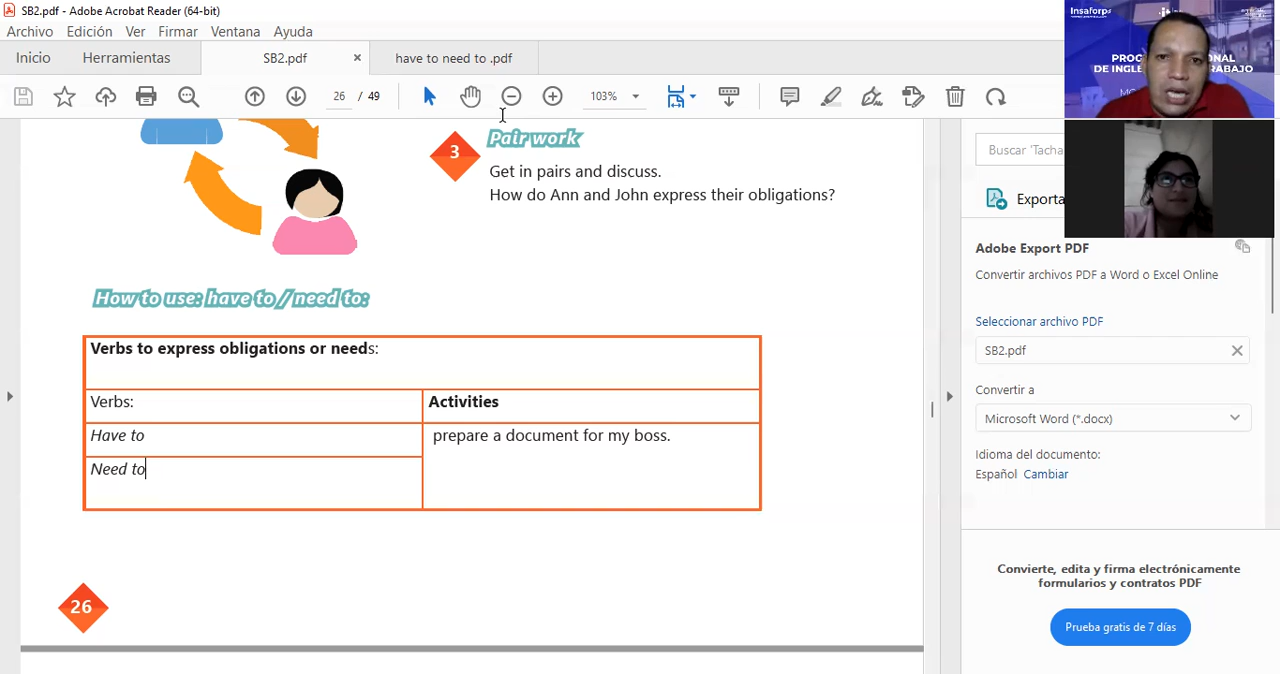 SB2.pdf - Adobe Acrobat Reader (64-bit)
Archivo Edición Ver Firmar Ventana Ayuda
Inicio Herramientas SB2.pdf × have to need to .pdf
26 / 49 103%
Buscar 'Tacha
Exporta
Adobe Export PDF
Convertir archivos PDF a Word o Excel Online
Seleccionar archivo PDF
SB2.pdf
Convertir a
Microsoft Word (*.docx)
Idioma del documento:
Español Cambiar
Convierte, edita y firma electrónicamente
formularios y contratos PDF
Prueba gratis de 7 días
3 Pair work
Get in pairs and discuss.
How do Ann and John express their obligations?
How to use: have to / need to:
Verbs to express obligations or needs:
Verbs: Activities
Have to prepare a document for my boss.
Need to
26
Insaforp